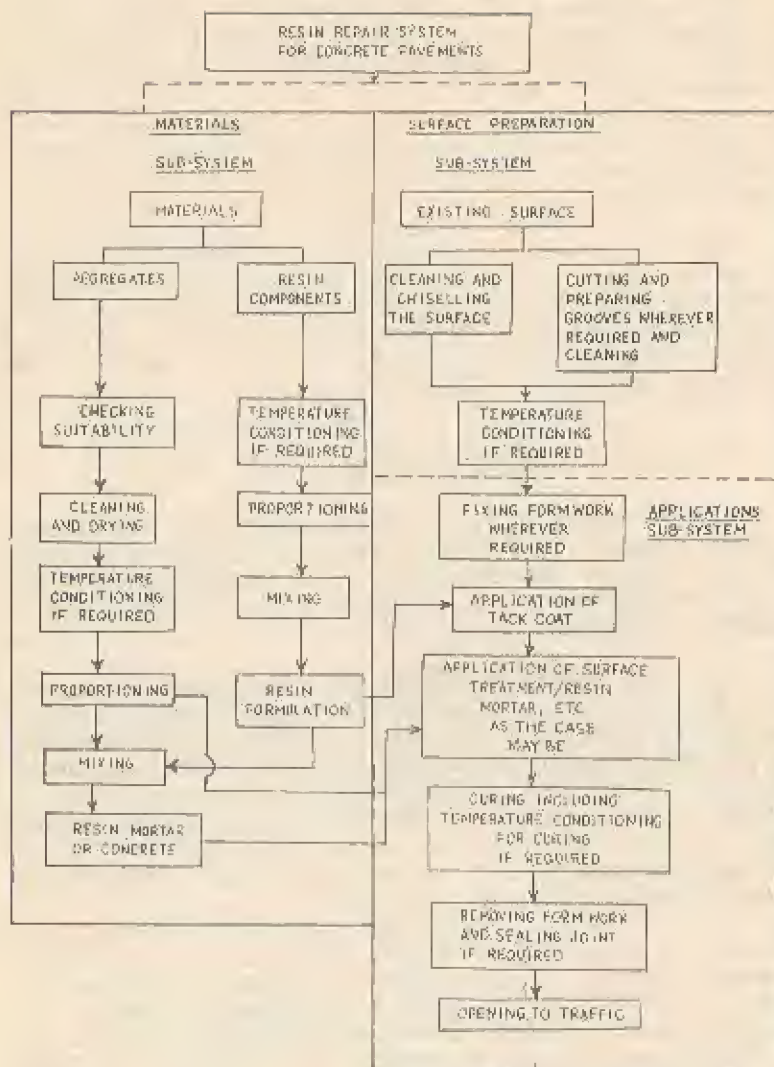 RESIN REPAIR SYSTEM
FOR CONCRETE PAVEMENTS
MATERIALS
SUB-SYSTEM
MATERIALS
AGGREGATES
RESIN
COMPONENTS
CHECKING
SUITABILITY
TEMPERATURE
CONDITIONING
IF REQUIRED
CLEANING
AND DRYING
PROPORTIONING
TEMPERATURE
CONDITIONING
IF REQUIRED
MIXING
PROPORTIONING
RESIN
FORMULATION
MIXING
RESIN MORTAR
OR CONCRETE
SURFACE PREPARATION
SUB-SYSTEM
EXISTING SURFACE
CLEANING AND
CHISELLING
THE SURFACE
CUTTING AND
PREPARING
GROOVES WHEREVER
REQUIRED AND
CLEANING
TEMPERATURE
CONDITIONING
IF REQUIRED
APPLICATIONS
SUB-SYSTEM
FIXING FORMWORK
WHEREVER
REQUIRED
APPLICATION OF
TACK COAT
APPLICATION OF SURFACE
TREATMENT/RESIN
MORTAR, ETC
AS THE CASE
MAY BE
CURING INCLUDING
TEMPERATURE CONDITIONING
FOR CURING
IF REQUIRED
REMOVING FORM WORK
AND SEALING JOINT
IF REQUIRED
OPENING TO TRAFFIC